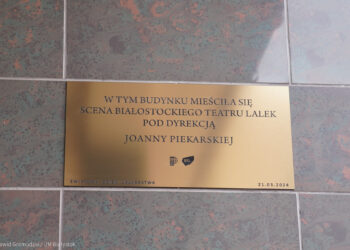 W TYM BUDYNKU MIEŚCIŁA SIĘ
SCENA BIAŁOSTOCKIEGO TEATRU LALEK
POD DYREKCJĄ
JOANNY PIEKARSKIEJ
21.05.2024